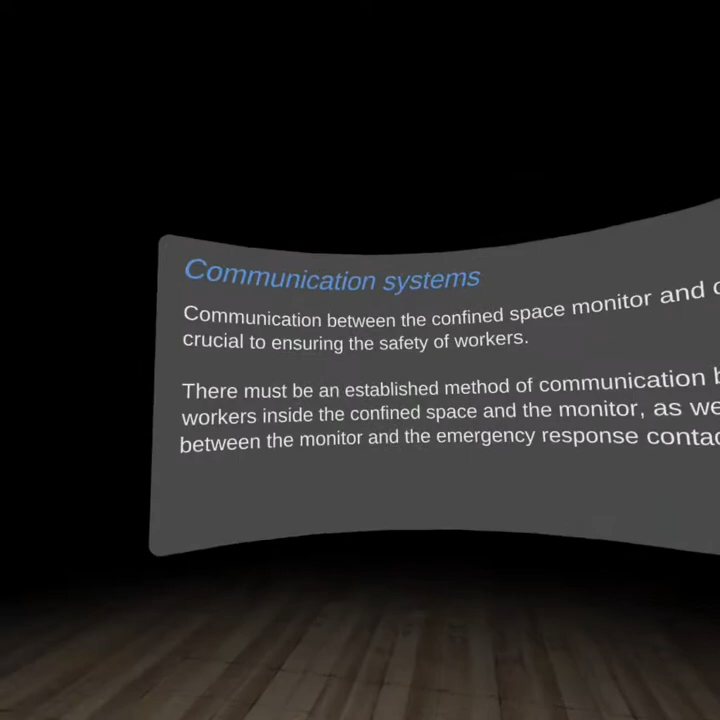 Communication systems
Communication between the confined space monitor and
crucial to ensuring the safety of workers.
There must be an established method of communication
workers inside the confined space and the monitor, as
between the monitor and the emergency response